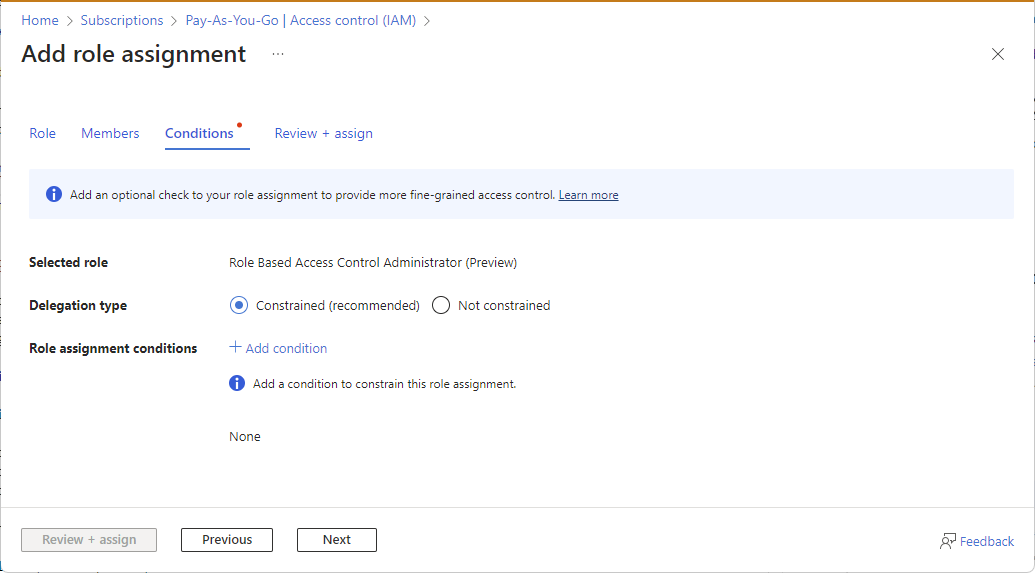 Home > Subscriptions > Pay-As-You-Go | Access control (IAM) >
Add role assignment ...
Role Members Conditions Review + assign
Add an optional check to your role assignment to provide more fine-grained access control. Learn more
Selected role Role Based Access Control Administrator (Preview)
Delegation type Constrained (recommended) Not constrained
Role assignment conditions + Add condition
Add a condition to constrain this role assignment.
None
Review + assign Previous Next Feedback